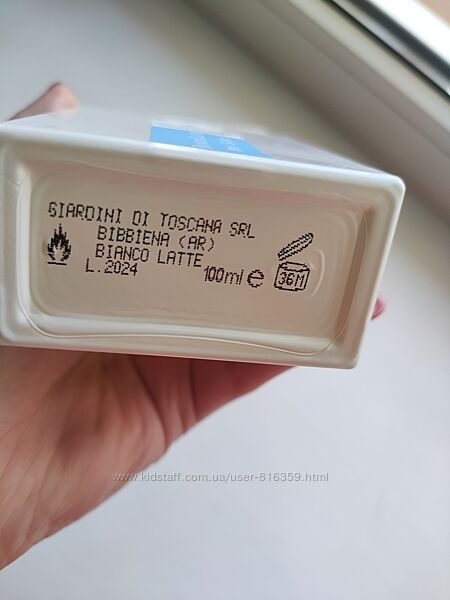 GIARDINI DI TOSCANA SRL
BIBBIENA (AR)
BIANCO LATTE
L.2024
100ml e
36M
www.kidstaff.com.ua/user-816359.html